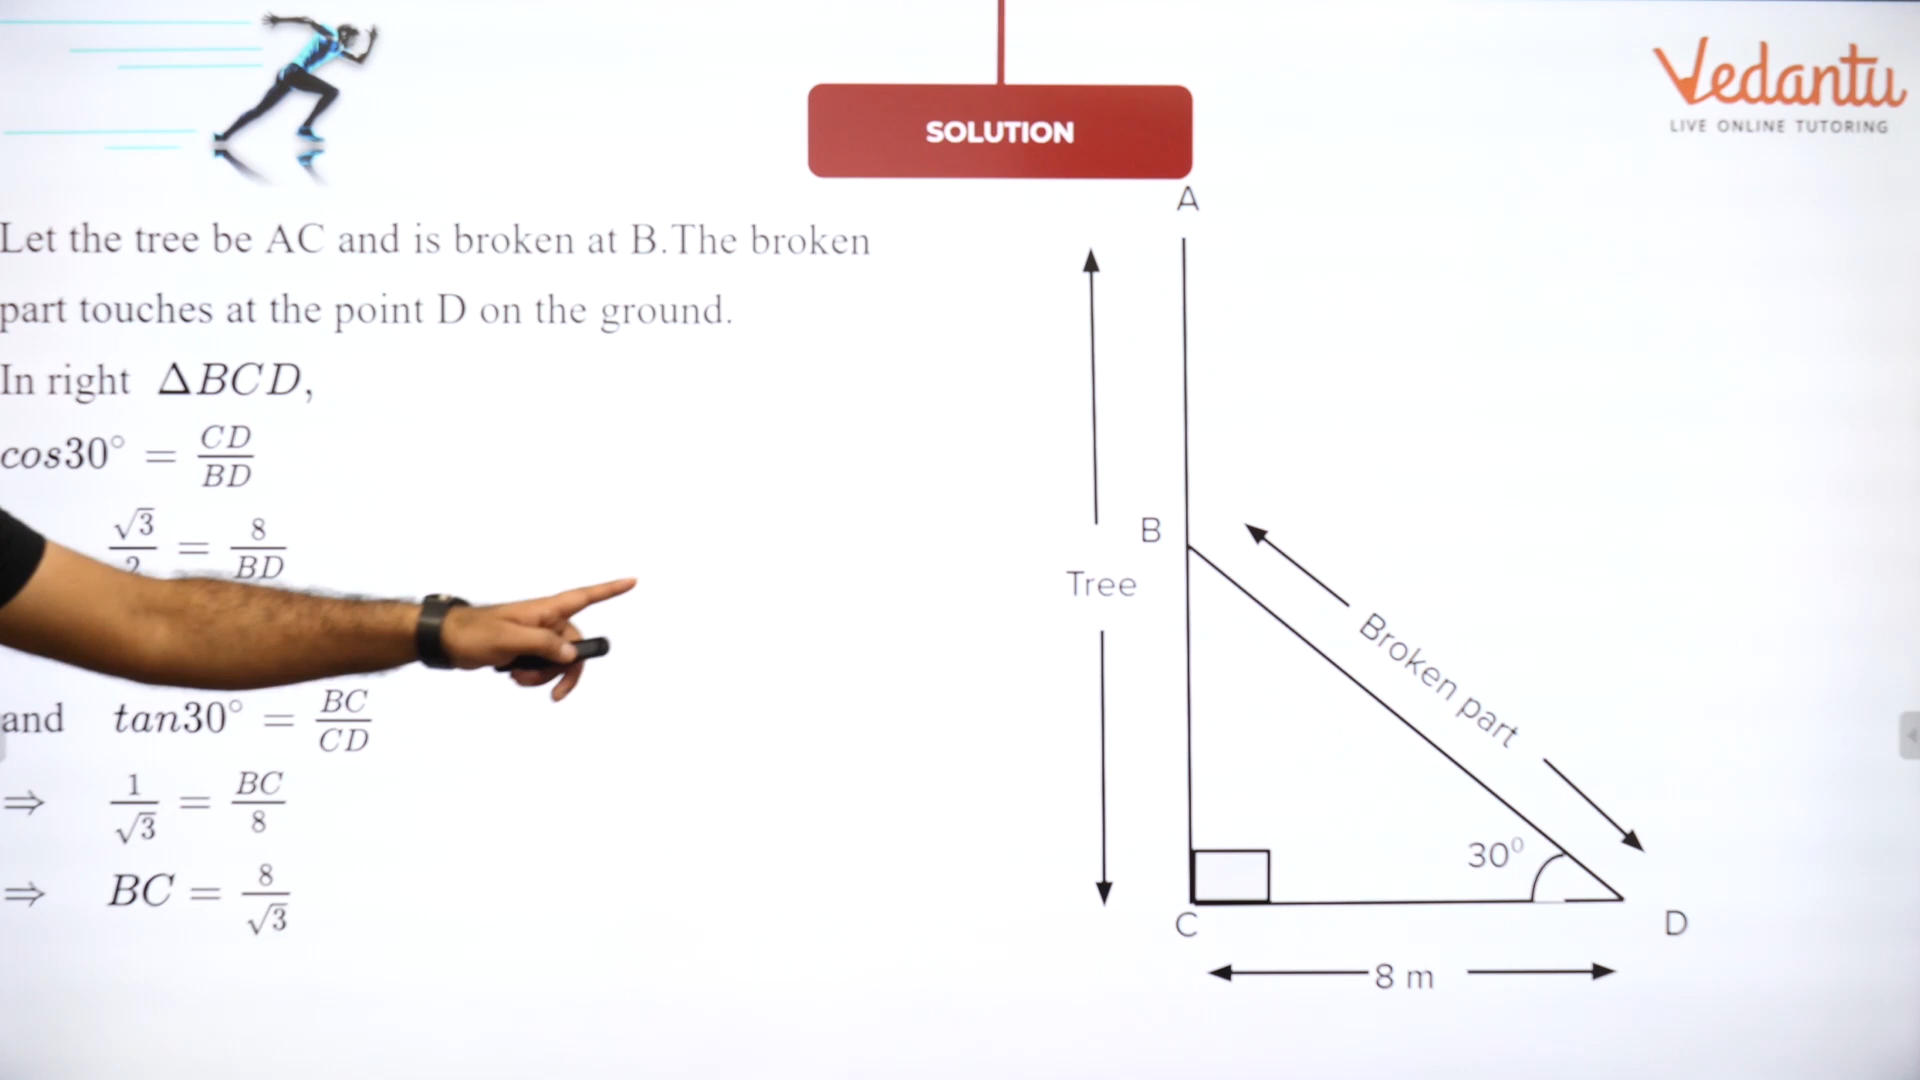 SOLUTION
Vedantu
LIVE ONLINE TUTORING
Let the tree be AC and is broken at B.The broken
part touches at the point D on the ground.
In right ΔBCD,
cos30° = CD/BD
√3/2 = 8/BD
and tan30° = BC/CD
⇒ 1/√3 = BC/8
⇒ BC = 8/√3
A
B
Tree
Broken part
30⁰
C
D
8 m